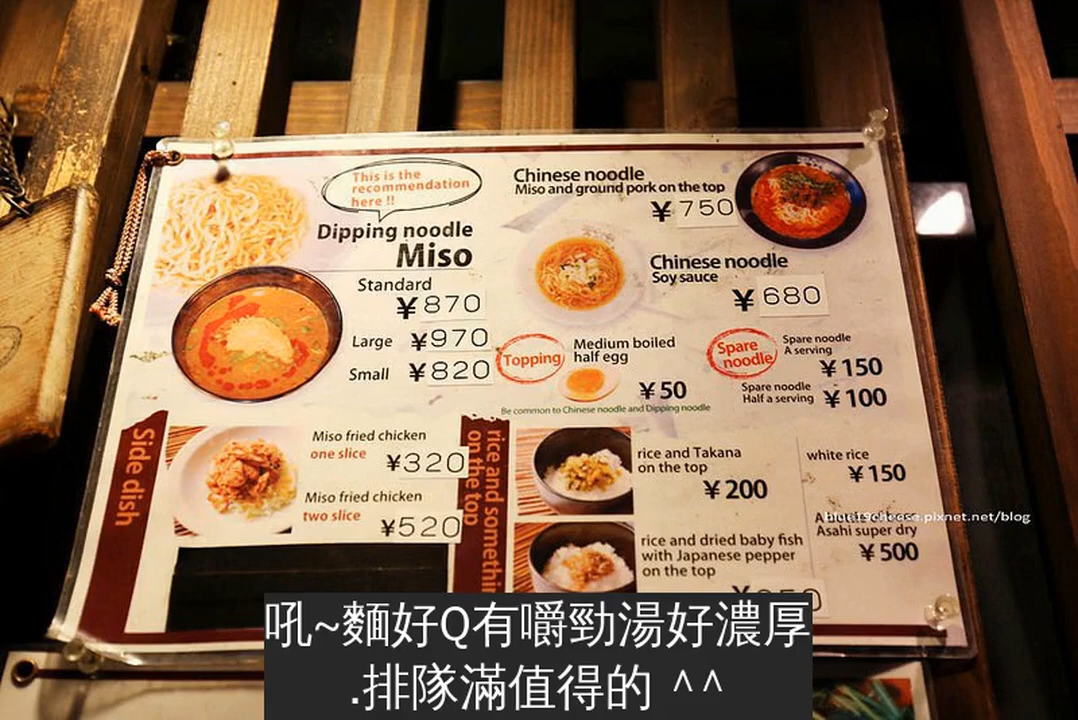 This is the
recommendation
here !!
Dipping noodle
Miso
Standard
¥870
Large ¥970
Small ¥820
Chinese noodle
Miso and ground pork on the top
¥750
Chinese noodle
Soy sauce
¥680
Topping
Medium boiled
half egg
¥50
Be common to Chinese noodle and Dipping noodle
Spare
noodle
Spare noodle
A serving
¥150
Spare noodle
Half a serving ¥100
Side dish
Miso fried chicken
one slice
¥320
Miso fried chicken
two slice
¥520
rice and
on the top
rice and Takana
on the top
¥200
rice and dried baby fish
with Japanese pepper
on the top
white rice
¥150
Asahi super dry
¥500
.pixnet.net/blog
吼~麵好Q有嚼勁湯好濃厚
.排隊滿值得的 ^^